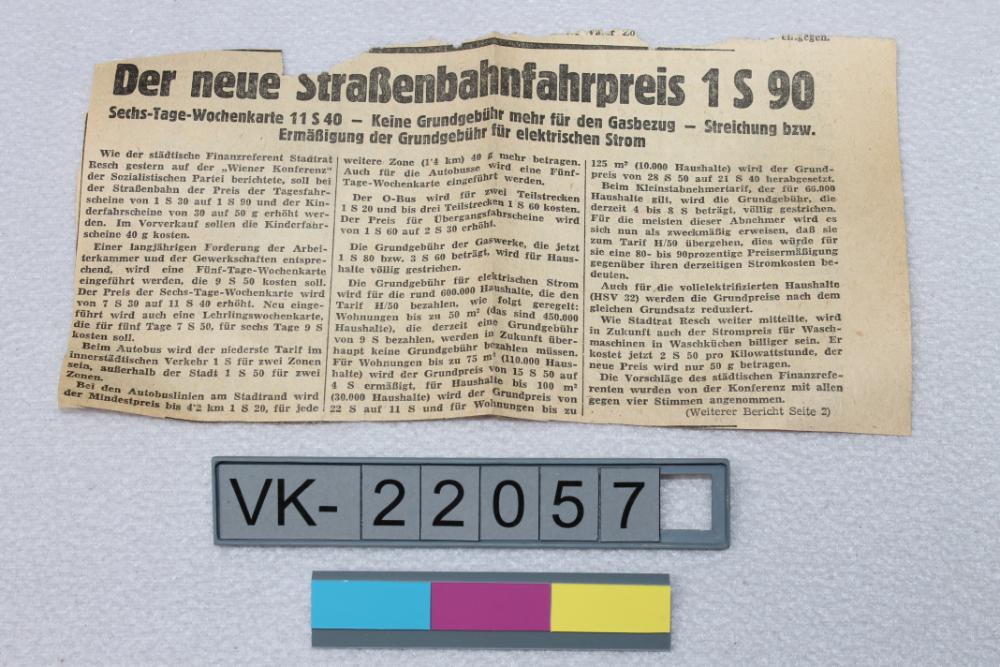 eingegen.
Der neue Straßenbahnfahrpreis 1 S 90
Sechs-Tage-Wochenkarte 11 S 40 — Keine Grundgebühr mehr für den Gasbezug — Streichung bzw.
Ermäßigung der Grundgebühr für elektrischen Strom
Wie der städtische Finanzreferent Stadtrat
Resch gestern auf der „Wiener Konferenz"
der Sozialistischen Partei berichtete, soll bei
der Straßenbahn der Preis der Tagesfahr-
scheine von 1 S 30 auf 1 S 90 und der Kin-
derfahrscheine von 30 auf 50 g erhöht wer-
den. Im Vorverkauf sollen die Kinderfahr-
scheine 40 g kosten.
Einer langjährigen Forderung der Arbei-
terkammer und der Gewerkschaften entspre-
chend, wird eine Fünf-Tage-Wochenkarte
eingeführt werden, die 9 S kosten soll.
Der Preis der Sechs-Tage-Wochenkarte wird
von 7 S 30 auf 11 S 40 erhöht. Neu einge-
führt wird auch eine Lehrlingswochenkarte,
die für fünf Tage 7 S 50, für sechs Tage 9 S
kosten soll.
Beim Autobus wird der niederste Tarif im
innerstädtischen Verkehr 1 S für zwei Zonen
sein, außerhalb der Stadt 1 S 50 für zwei
Zonen.
Bei den Autobuslinien am Stadtrand wird
der Mindestpreis bis 4'2 km 1 S 20, für jede
weitere Zone (1'4 km) 40 g mehr betragen.
Auch für die Autobusse wird eine Fünf-
Tage-Wochenkarte eingeführt werden.
Der O-Bus wird für zwei Teilstrecken
1 S 20 und bis drei Teilstrecken 1 S 60 kosten.
Der Preis für Übergangsfahrscheine wird
von 1 S 60 auf 2 S 30 erhöht.
Die Grundgebühr der Gaswerke, die jetzt
1 S 80 bzw. 3 S 60 beträgt, wird für Haus-
halte völlig gestrichen.
Die Grundgebühr für elektrischen Strom
wird für die rund 600.000 Haushalte, die den
Tarif H/50 bezahlen, wie folgt geregelt:
Wohnungen bis zu 50 m² (das sind 450.000
Haushalte), die derzeit eine Grundgebühr
von 9 S bezahlen, werden in Zukunft über-
haupt keine Grundgebühr bezahlen müssen.
Für Wohnungen bis zu 75 m² (110.000 Haus-
halte) wird der Grundpreis von 15 S 50 auf
4 S ermäßigt, für Haushalte bis 100 m²
(30.000 Haushalte) wird der Grundpreis von
22 S auf 11 S und für Wohnungen bis zu
125 m² (10.000 Haushalte) wird der Grund-
preis von 28 S 50 auf 21 S 40 herabgesetzt.
Beim Kleinstabnehmertarif, der für 66.000
Haushalte gilt, wird die Grundgebühr, die
derzeit 4 bis 8 S beträgt, völlig gestrichen.
Für die meisten dieser Abnehmer wird es
sich nun als zweckmäßig erweisen, daß sie
zum Tarif H/50 übergehen, dies würde für
sie eine 80- bis 90prozentige Preisermäßigung
gegenüber ihren derzeitigen Stromkosten be-
deuten.
Auch für die vollelektrifizierten Haushalte
(HSV 32) werden die Grundpreise nach dem
gleichen Grundsatz reduziert.
Wie Stadtrat Resch weiter mitteilte, wird
in Zukunft auch der Strompreis für Wasch-
maschinen in Waschküchen billiger sein. Er
kostet jetzt 2 S 50 pro Kilowattstunde, der
neue Preis wird nur 50 g betragen.
Die Vorschläge des städtischen Finanzrefe-
renten wurden von der Konferenz mit allen
gegen vier Stimmen angenommen.
(Weiterer Bericht Seite 2)
VK-22057